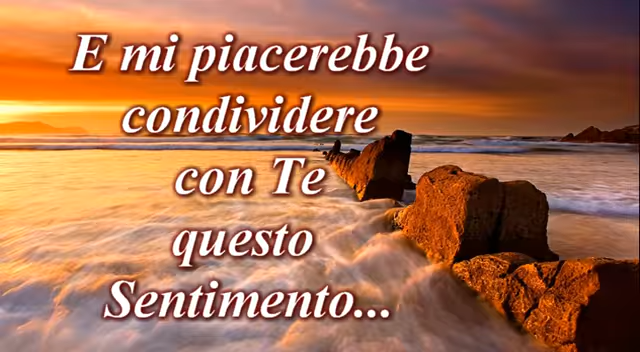 E mi piacerebbe
condividere
con Te
questo
Sentimento...